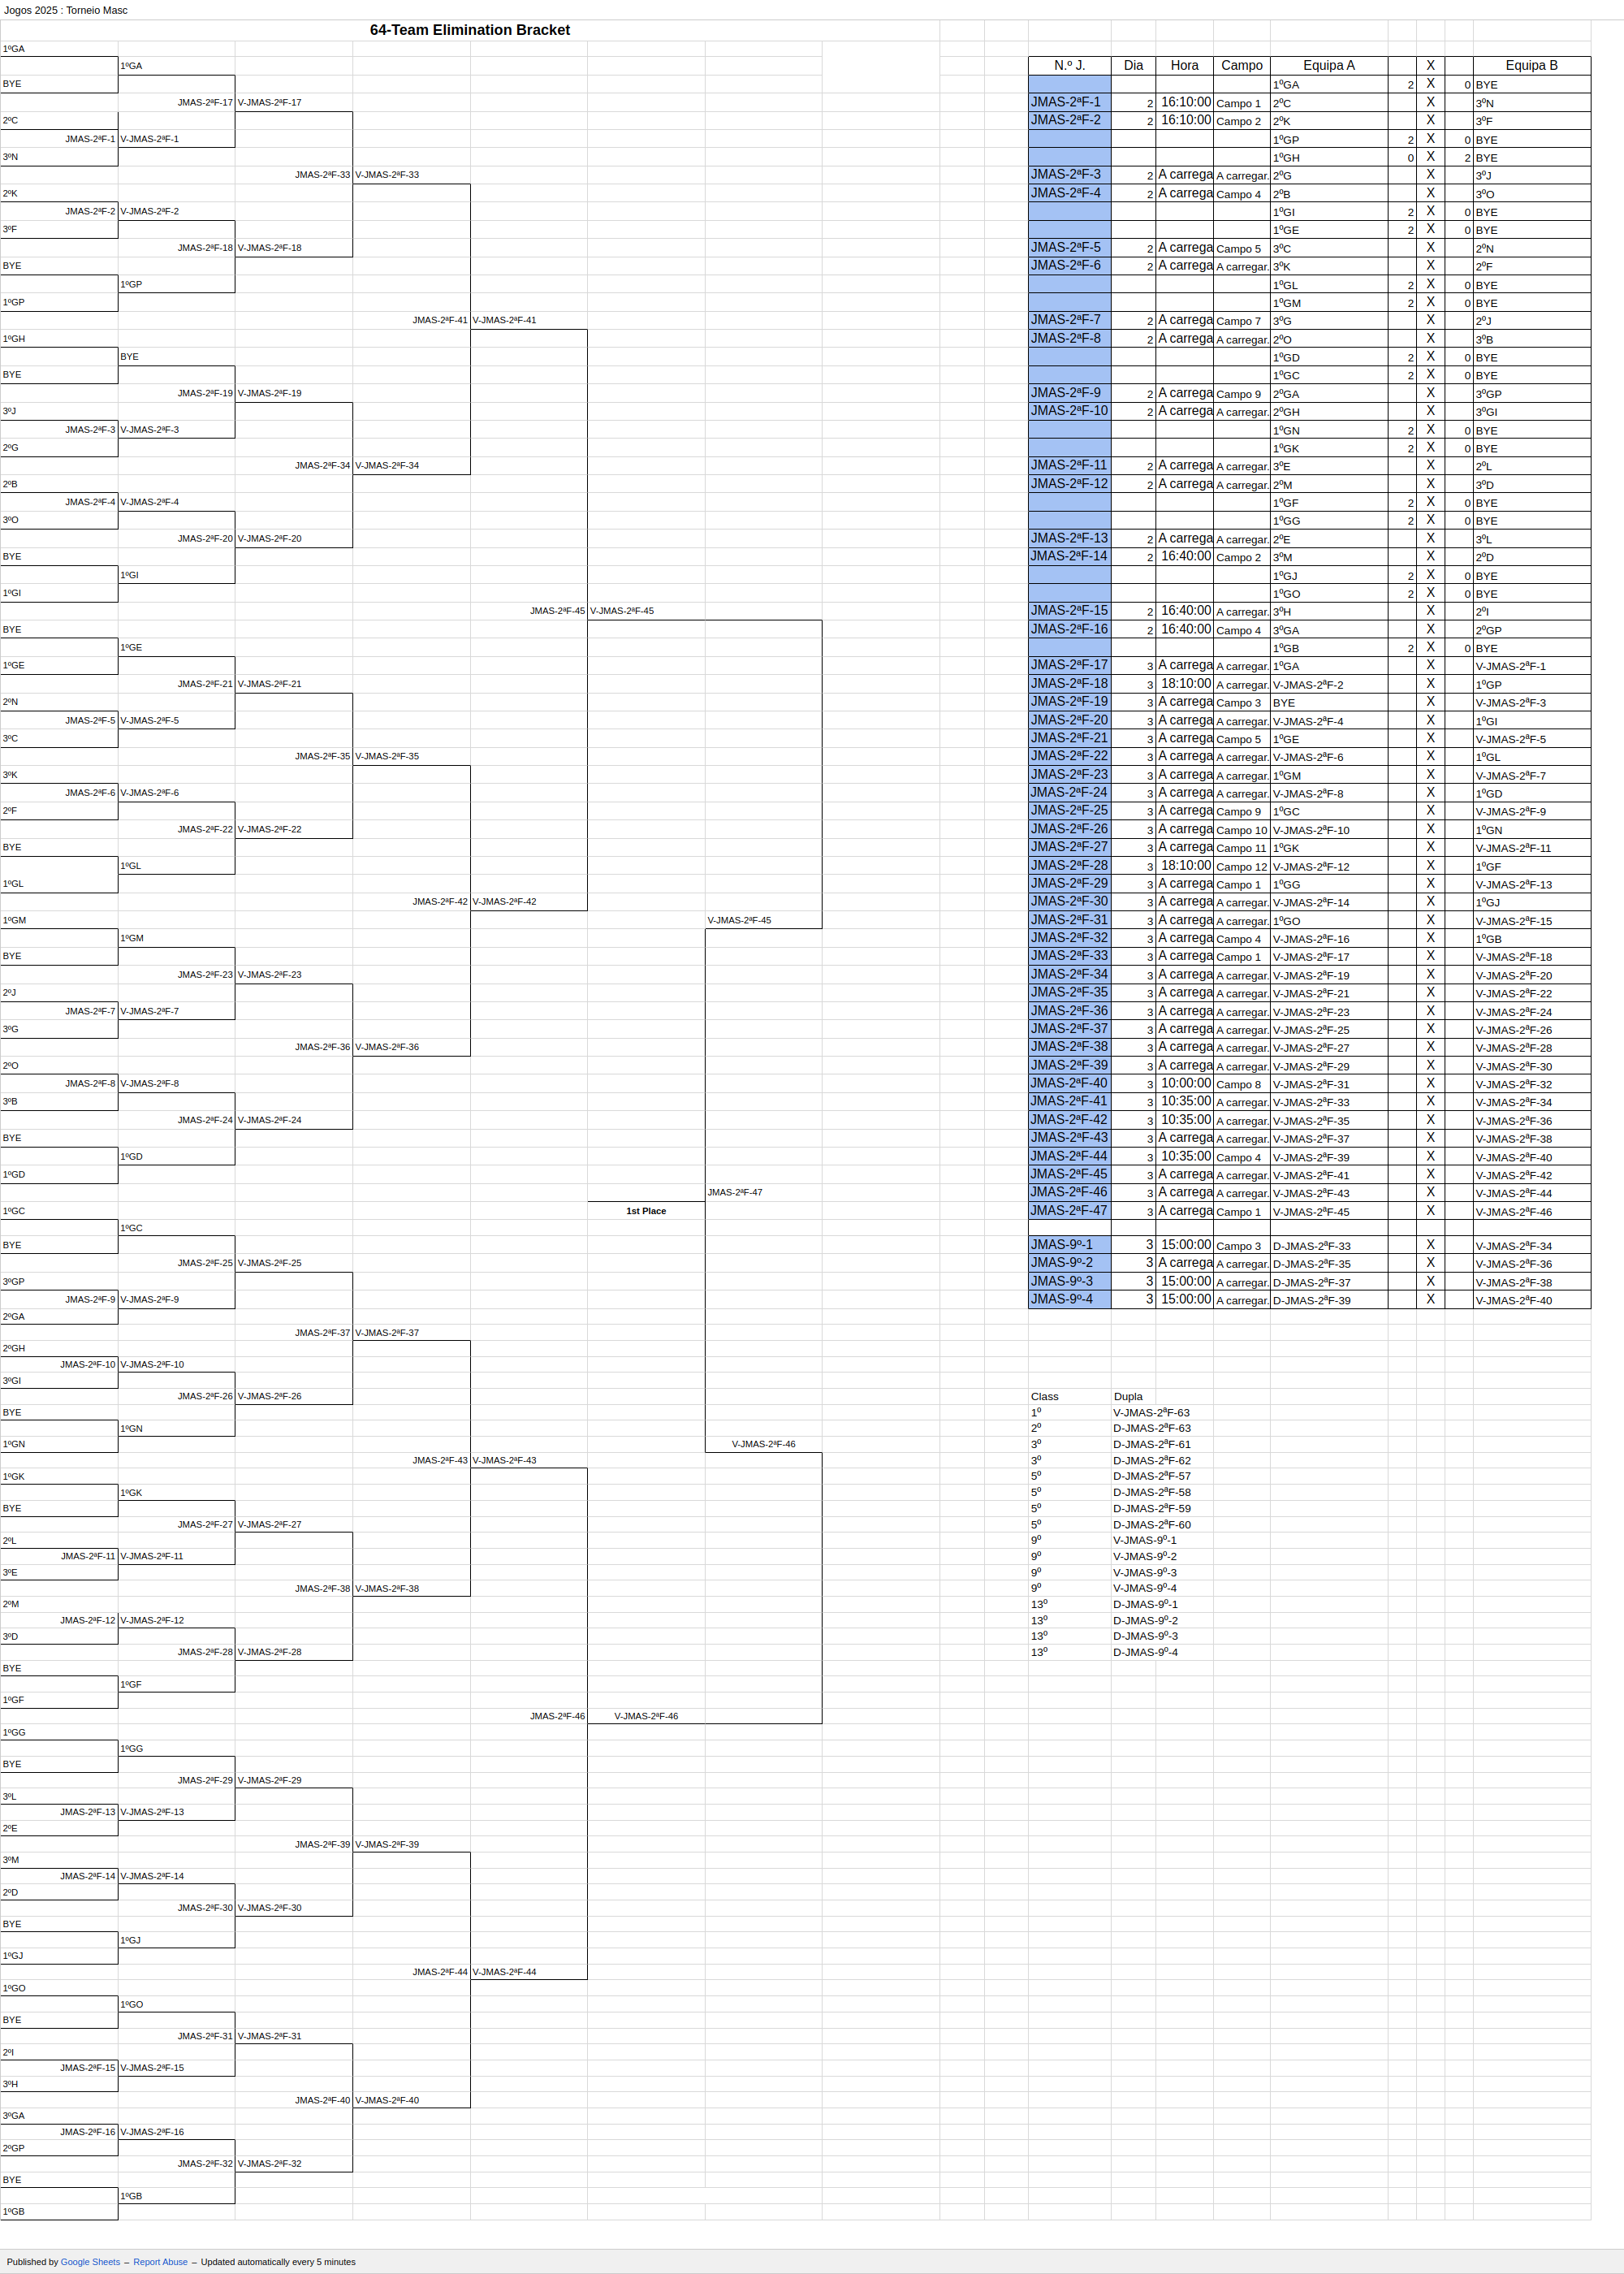 Jogos 2025 : Torneio Masc
64-Team Elimination Bracket
1ºGA
1ºGA
BYE
JMAS-2ªF-17 V-JMAS-2ªF-17
2ºC
JMAS-2ªF-1 V-JMAS-2ªF-1
3ºN
JMAS-2ªF-33 V-JMAS-2ªF-33
2ºK
JMAS-2ªF-2 V-JMAS-2ªF-2
3ºF
JMAS-2ªF-18 V-JMAS-2ªF-18
BYE
1ºGP
1ºGP
JMAS-2ªF-41 V-JMAS-2ªF-41
1ºGH
BYE
BYE
JMAS-2ªF-19 V-JMAS-2ªF-19
3ºJ
JMAS-2ªF-3 V-JMAS-2ªF-3
2ºG
JMAS-2ªF-34 V-JMAS-2ªF-34
2ºB
JMAS-2ªF-4 V-JMAS-2ªF-4
3ºO
JMAS-2ªF-20 V-JMAS-2ªF-20
BYE
1ºGI
1ºGI
JMAS-2ªF-45 V-JMAS-2ªF-45
BYE
1ºGE
1ºGE
JMAS-2ªF-21 V-JMAS-2ªF-21
2ºN
JMAS-2ªF-5 V-JMAS-2ªF-5
3ºC
JMAS-2ªF-35 V-JMAS-2ªF-35
3ºK
JMAS-2ªF-6 V-JMAS-2ªF-6
2ºF
JMAS-2ªF-22 V-JMAS-2ªF-22
BYE
1ºGL
1ºGL
JMAS-2ªF-42 V-JMAS-2ªF-42
1ºGM V-JMAS-2ªF-45
1ºGM
BYE
JMAS-2ªF-23 V-JMAS-2ªF-23
2ºJ
JMAS-2ªF-7 V-JMAS-2ªF-7
3ºG
JMAS-2ªF-36 V-JMAS-2ªF-36
2ºO
JMAS-2ªF-8 V-JMAS-2ªF-8
3ºB
JMAS-2ªF-24 V-JMAS-2ªF-24
BYE
1ºGD
1ºGD
JMAS-2ªF-47
1ºGC 1st Place
1ºGC
BYE
JMAS-2ªF-25 V-JMAS-2ªF-25
3ºGP
JMAS-2ªF-9 V-JMAS-2ªF-9
2ºGA
JMAS-2ªF-37 V-JMAS-2ªF-37
2ºGH
JMAS-2ªF-10 V-JMAS-2ªF-10
3ºGI
JMAS-2ªF-26 V-JMAS-2ªF-26
BYE
1ºGN
1ºGN V-JMAS-2ªF-46
JMAS-2ªF-43 V-JMAS-2ªF-43
1ºGK
1ºGK
BYE
JMAS-2ªF-27 V-JMAS-2ªF-27
2ºL
JMAS-2ªF-11 V-JMAS-2ªF-11
3ºE
JMAS-2ªF-38 V-JMAS-2ªF-38
2ºM
JMAS-2ªF-12 V-JMAS-2ªF-12
3ºD
JMAS-2ªF-28 V-JMAS-2ªF-28
BYE
1ºGF
1ºGF
JMAS-2ªF-46 V-JMAS-2ªF-46
1ºGG
1ºGG
BYE
JMAS-2ªF-29 V-JMAS-2ªF-29
3ºL
JMAS-2ªF-13 V-JMAS-2ªF-13
2ºE
JMAS-2ªF-39 V-JMAS-2ªF-39
3ºM
JMAS-2ªF-14 V-JMAS-2ªF-14
2ºD
JMAS-2ªF-30 V-JMAS-2ªF-30
BYE
1ºGJ
1ºGJ
JMAS-2ªF-44 V-JMAS-2ªF-44
1ºGO
1ºGO
BYE
JMAS-2ªF-31 V-JMAS-2ªF-31
2ºI
JMAS-2ªF-15 V-JMAS-2ªF-15
3ºH
JMAS-2ªF-40 V-JMAS-2ªF-40
3ºGA
JMAS-2ªF-16 V-JMAS-2ªF-16
2ºGP
JMAS-2ªF-32 V-JMAS-2ªF-32
BYE
1ºGB
1ºGB
N.º J. Dia Hora Campo Equipa A X Equipa B
1ºGA 2 X 0 BYE
JMAS-2ªF-1 2 16:10:00 Campo 1 2ºC X 3ºN
JMAS-2ªF-2 2 16:10:00 Campo 2 2ºK X 3ºF
1ºGP 2 X 0 BYE
1ºGH 0 X 2 BYE
JMAS-2ªF-3 2 A carrega A carregar. 2ºG X 3ºJ
JMAS-2ªF-4 2 A carrega Campo 4 2ºB X 3ºO
1ºGI 2 X 0 BYE
1ºGE 2 X 0 BYE
JMAS-2ªF-5 2 A carrega Campo 5 3ºC X 2ºN
JMAS-2ªF-6 2 A carrega A carregar. 3ºK X 2ºF
1ºGL 2 X 0 BYE
1ºGM 2 X 0 BYE
JMAS-2ªF-7 2 A carrega Campo 7 3ºG X 2ºJ
JMAS-2ªF-8 2 A carrega A carregar. 2ºO X 3ºB
1ºGD 2 X 0 BYE
1ºGC 2 X 0 BYE
JMAS-2ªF-9 2 A carrega Campo 9 2ºGA X 3ºGP
JMAS-2ªF-10 2 A carrega A carregar. 2ºGH X 3ºGI
1ºGN 2 X 0 BYE
1ºGK 2 X 0 BYE
JMAS-2ªF-11 2 A carrega A carregar. 3ºE X 2ºL
JMAS-2ªF-12 2 A carrega A carregar. 2ºM X 3ºD
1ºGF 2 X 0 BYE
1ºGG 2 X 0 BYE
JMAS-2ªF-13 2 A carrega A carregar. 2ºE X 3ºL
JMAS-2ªF-14 2 16:40:00 Campo 2 3ºM X 2ºD
1ºGJ 2 X 0 BYE
1ºGO 2 X 0 BYE
JMAS-2ªF-15 2 16:40:00 A carregar. 3ºH X 2ºI
JMAS-2ªF-16 2 16:40:00 Campo 4 3ºGA X 2ºGP
1ºGB 2 X 0 BYE
JMAS-2ªF-17 3 A carrega A carregar. 1ºGA X V-JMAS-2ªF-1
JMAS-2ªF-18 3 18:10:00 A carregar. V-JMAS-2ªF-2 X 1ºGP
JMAS-2ªF-19 3 A carrega Campo 3 BYE X V-JMAS-2ªF-3
JMAS-2ªF-20 3 A carrega A carregar. V-JMAS-2ªF-4 X 1ºGI
JMAS-2ªF-21 3 A carrega Campo 5 1ºGE X V-JMAS-2ªF-5
JMAS-2ªF-22 3 A carrega A carregar. V-JMAS-2ªF-6 X 1ºGL
JMAS-2ªF-23 3 A carrega A carregar. 1ºGM X V-JMAS-2ªF-7
JMAS-2ªF-24 3 A carrega A carregar. V-JMAS-2ªF-8 X 1ºGD
JMAS-2ªF-25 3 A carrega Campo 9 1ºGC X V-JMAS-2ªF-9
JMAS-2ªF-26 3 A carrega Campo 10 V-JMAS-2ªF-10 X 1ºGN
JMAS-2ªF-27 3 A carrega Campo 11 1ºGK X V-JMAS-2ªF-11
JMAS-2ªF-28 3 18:10:00 Campo 12 V-JMAS-2ªF-12 X 1ºGF
JMAS-2ªF-29 3 A carrega Campo 1 1ºGG X V-JMAS-2ªF-13
JMAS-2ªF-30 3 A carrega A carregar. V-JMAS-2ªF-14 X 1ºGJ
JMAS-2ªF-31 3 A carrega A carregar. 1ºGO X V-JMAS-2ªF-15
JMAS-2ªF-32 3 A carrega Campo 4 V-JMAS-2ªF-16 X 1ºGB
JMAS-2ªF-33 3 A carrega Campo 1 V-JMAS-2ªF-17 X V-JMAS-2ªF-18
JMAS-2ªF-34 3 A carrega A carregar. V-JMAS-2ªF-19 X V-JMAS-2ªF-20
JMAS-2ªF-35 3 A carrega A carregar. V-JMAS-2ªF-21 X V-JMAS-2ªF-22
JMAS-2ªF-36 3 A carrega A carregar. V-JMAS-2ªF-23 X V-JMAS-2ªF-24
JMAS-2ªF-37 3 A carrega A carregar. V-JMAS-2ªF-25 X V-JMAS-2ªF-26
JMAS-2ªF-38 3 A carrega A carregar. V-JMAS-2ªF-27 X V-JMAS-2ªF-28
JMAS-2ªF-39 3 A carrega A carregar. V-JMAS-2ªF-29 X V-JMAS-2ªF-30
JMAS-2ªF-40 3 10:00:00 Campo 8 V-JMAS-2ªF-31 X V-JMAS-2ªF-32
JMAS-2ªF-41 3 10:35:00 A carregar. V-JMAS-2ªF-33 X V-JMAS-2ªF-34
JMAS-2ªF-42 3 10:35:00 A carregar. V-JMAS-2ªF-35 X V-JMAS-2ªF-36
JMAS-2ªF-43 3 A carrega A carregar. V-JMAS-2ªF-37 X V-JMAS-2ªF-38
JMAS-2ªF-44 3 10:35:00 Campo 4 V-JMAS-2ªF-39 X V-JMAS-2ªF-40
JMAS-2ªF-45 3 A carrega A carregar. V-JMAS-2ªF-41 X V-JMAS-2ªF-42
JMAS-2ªF-46 3 A carrega A carregar. V-JMAS-2ªF-43 X V-JMAS-2ªF-44
JMAS-2ªF-47 3 A carrega Campo 1 V-JMAS-2ªF-45 X V-JMAS-2ªF-46
JMAS-9º-1 3 15:00:00 Campo 3 D-JMAS-2ªF-33 X V-JMAS-2ªF-34
JMAS-9º-2 3 A carrega A carregar. D-JMAS-2ªF-35 X V-JMAS-2ªF-36
JMAS-9º-3 3 15:00:00 A carregar. D-JMAS-2ªF-37 X V-JMAS-2ªF-38
JMAS-9º-4 3 15:00:00 A carregar. D-JMAS-2ªF-39 X V-JMAS-2ªF-40
Class Dupla
1º V-JMAS-2ªF-63
2º D-JMAS-2ªF-63
3º D-JMAS-2ªF-61
3º D-JMAS-2ªF-62
5º D-JMAS-2ªF-57
5º D-JMAS-2ªF-58
5º D-JMAS-2ªF-59
5º D-JMAS-2ªF-60
9º V-JMAS-9º-1
9º V-JMAS-9º-2
9º V-JMAS-9º-3
9º V-JMAS-9º-4
13º D-JMAS-9º-1
13º D-JMAS-9º-2
13º D-JMAS-9º-3
13º D-JMAS-9º-4
Published by Google Sheets – Report Abuse – Updated automatically every 5 minutes